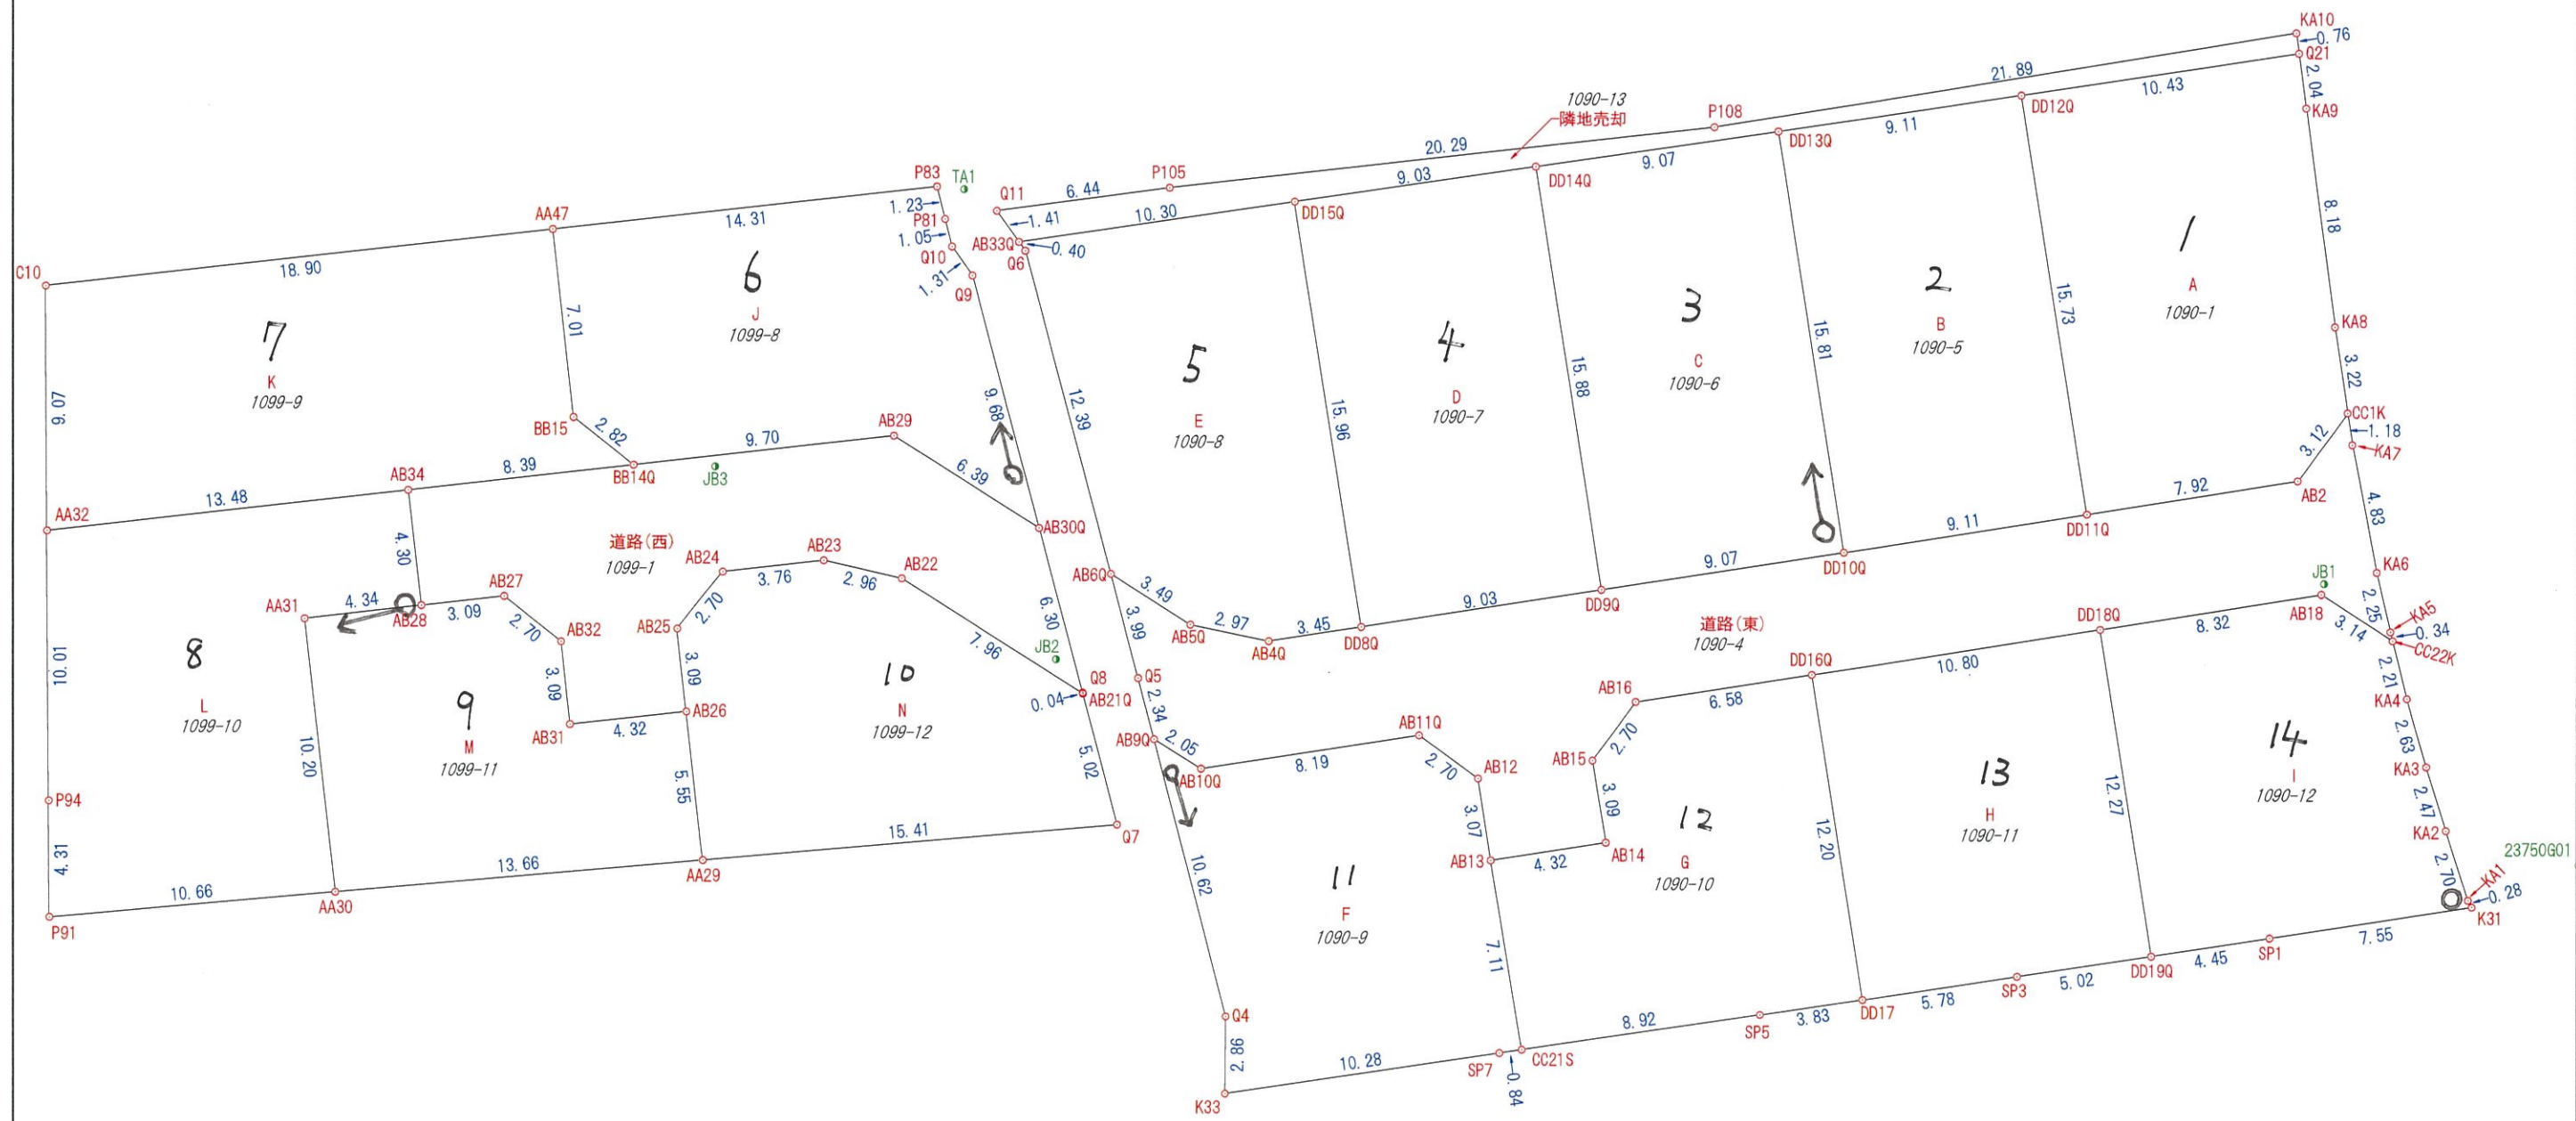 KA10
0.76
Q21
21.89
2.04
10.43
KA9
1090-13
隣地売却
P108
DD12Q
9.11
DD13Q
20.29
9.07
DD14Q
P83
TA1
Q11
6.44
P105
9.03
1.23
P81
1.41
10.30
DD15Q
AA47
14.31
1.05
Q10
AB33Q
0.40
Q6
1.31
Q9
C10
18.90
8.18
1
A
1090-1
2
B
1090-5
15.73
3
C
1090-6
15.81
4
D
1090-7
15.88
5
E
1090-8
15.96
12.39
6
J
1099-8
7.01
7
K
1099-9
9.07
KA8
3.22
CC1K
1.18
KA7
3.12
AB2
9.68
AB29
BB15
2.82
9.70
BB14Q
JB3
6.39
8.39
AB34
13.48
AA32
7.92
DD11Q
4.83
9.11
AB30Q
DD10Q
KA6
JB1
4.30
道路(西)
1099-1
AB24
AB23
3.76
2.96
AB22
AB6Q
3.49
9.07
DD9Q
9.03
2.25
KA5
0.34
CC22K
AB27
AA31
4.34
AB28
3.09
2.70
AB32
AB25
2.70
2.97
AB5Q
3.45
AB4Q
DD8Q
道路(東)
1090-4
DD18Q
8.32
AB18
3.14
3.99
6.30
7.96
JB2
2.21
8
L
1099-10
10.01
3.09
3.09
10
N
1099-12
Q8
AB21Q
0.04
Q5
DD16Q
10.80
AB16
6.58
KA4
9
M
1099-11
AB31
4.32
AB26
2.34
AB9Q
2.05
AB10Q
8.19
AB11Q
2.70
AB12
AB15
2.70
2.63
14
I
1090-12
KA3
13
H
1090-11
10.20
5.55
5.02
P94
3.07
3.09
12
G
1090-10
12.20
12.27
2.47
KA2
4.31
Q7
15.41
AB13
4.32
AB14
2.70
23750G01
KA1
0.28
K31
13.66
AA29
10.66
AA30
P91
10.62
11
F
1090-9
7.11
7.55
SP1
4.45
DD19Q
5.02
SP3
5.78
DD17
3.83
SP5
8.92
Q4
2.86
10.28
SP7
CC21S
0.84
K33